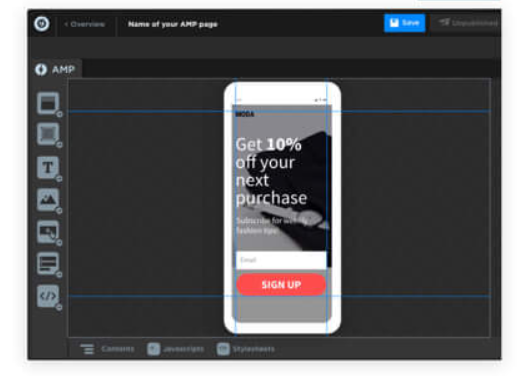 < Overview
Name of your AMP page
Save
Unpublished
AMP
MODA
Get 10%
off your
next
purchase
Subscribe for weekly
fashion tips!
Email
SIGN UP
T
</>
Contents
Javascripts
Stylesheets